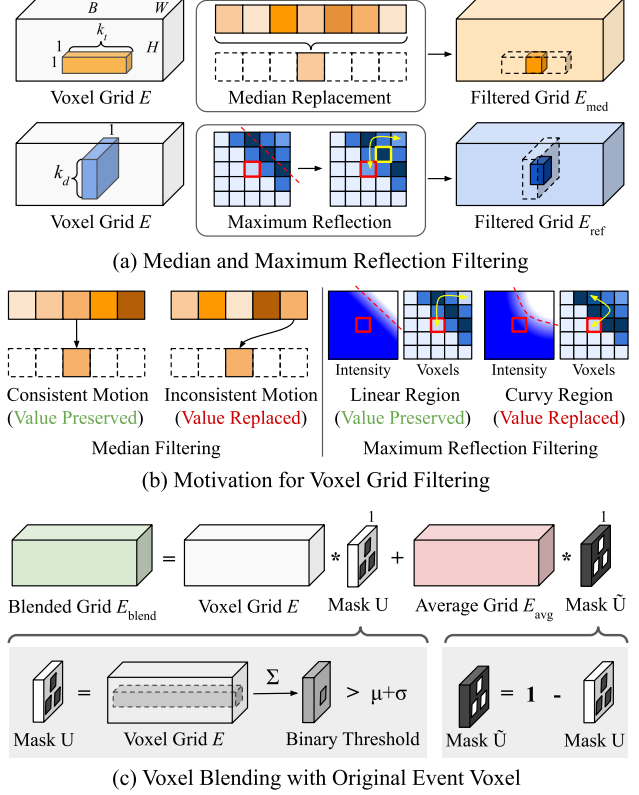 B W
k_t
1
1 H
Voxel Grid E
Median Replacement
Filtered Grid E_med
1
k_d
Voxel Grid E
Maximum Reflection
Filtered Grid E_ref
(a) Median and Maximum Reflection Filtering
Consistent Motion
(Value Preserved)
Inconsistent Motion
(Value Replaced)
Median Filtering
Intensity Voxels
Linear Region
(Value Preserved)
Intensity Voxels
Curvy Region
(Value Replaced)
Maximum Reflection Filtering
(b) Motivation for Voxel Grid Filtering
= * 1 + * 1
Blended Grid E_blend
Voxel Grid E
Mask U
Average Grid E_avg
Mask Ũ
= Σ > μ+σ
Mask U
Voxel Grid E
Binary Threshold
= 1 -
Mask Ũ
Mask U
(c) Voxel Blending with Original Event Voxel